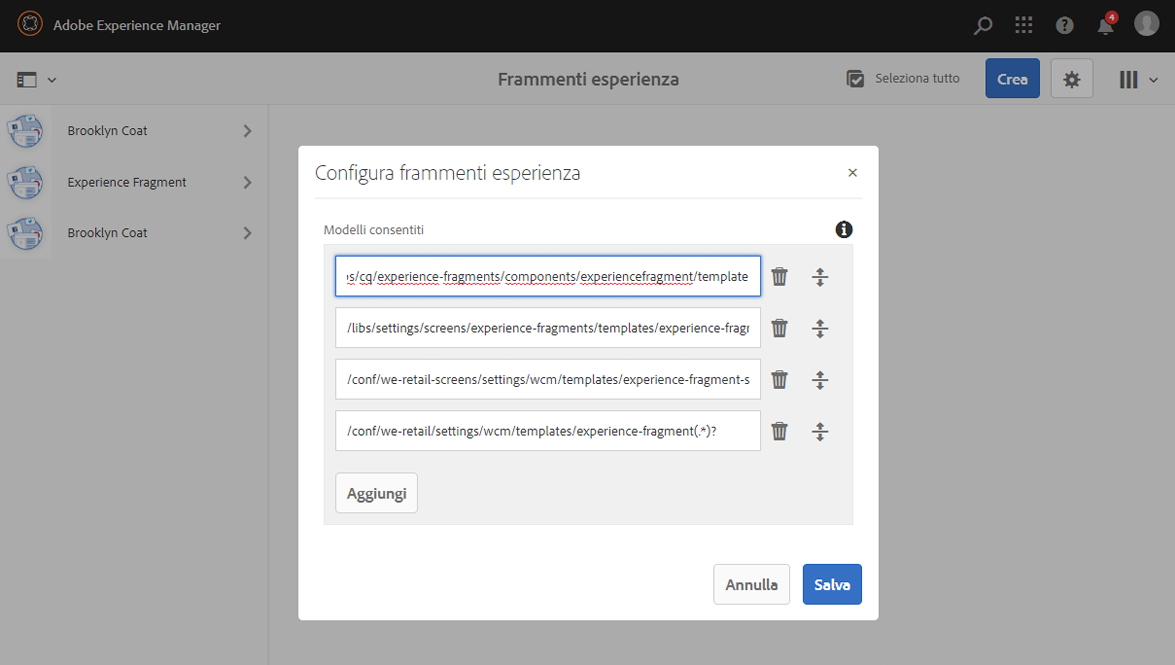 Adobe Experience Manager
4
Frammenti esperienza
Seleziona tutto
Crea
Brooklyn Coat
Experience Fragment
Brooklyn Coat
Configura frammenti esperienza
×
Modelli consentiti
s/cq/experience-fragments/components/experiencefragment/template
/libs/settings/screens/experience-fragments/templates/experience-fragr
/conf/we-retail-screens/settings/wcm/templates/experience-fragment-s
/conf/we-retail/settings/wcm/templates/experience-fragment(.*)?
Aggiungi
Annulla
Salva